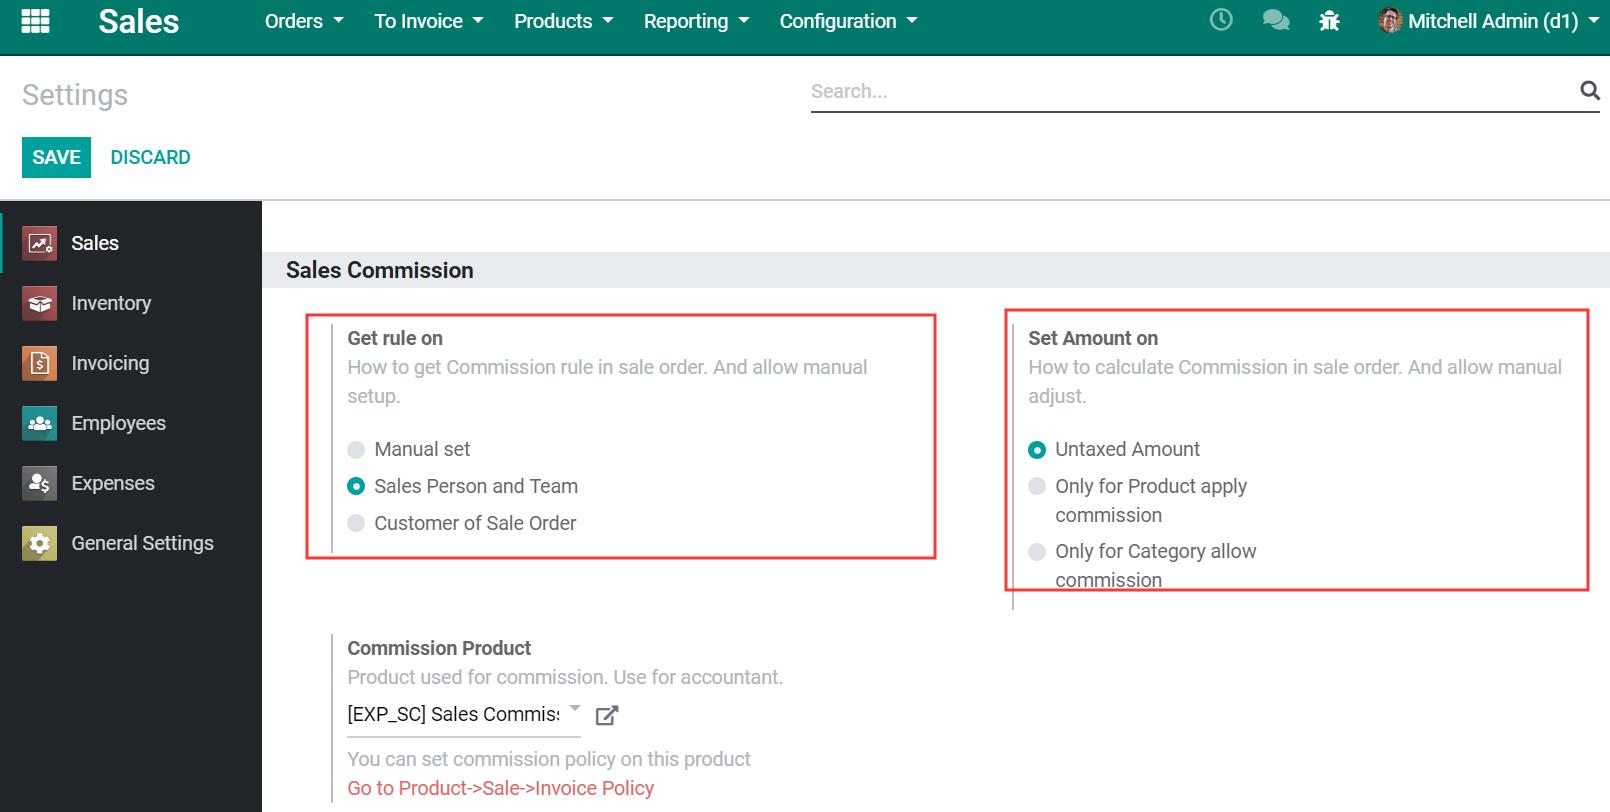 Sales
Orders
To Invoice
Products
Reporting
Configuration
Mitchell Admin (d1)
Settings
Search...
SAVE
DISCARD
Sales
Inventory
Invoicing
Employees
Expenses
General Settings
Sales Commission
Get rule on
How to get Commission rule in sale order. And allow manual
setup.
Manual set
Sales Person and Team
Customer of Sale Order
Set Amount on
How to calculate Commission in sale order. And allow manual
adjust.
Untaxed Amount
Only for Product apply
commission
Only for Category allow
commission
Commission Product
Product used for commission. Use for accountant.
[EXP_SC] Sales Commis
You can set commission policy on this product
Go to Product->Sale->Invoice Policy